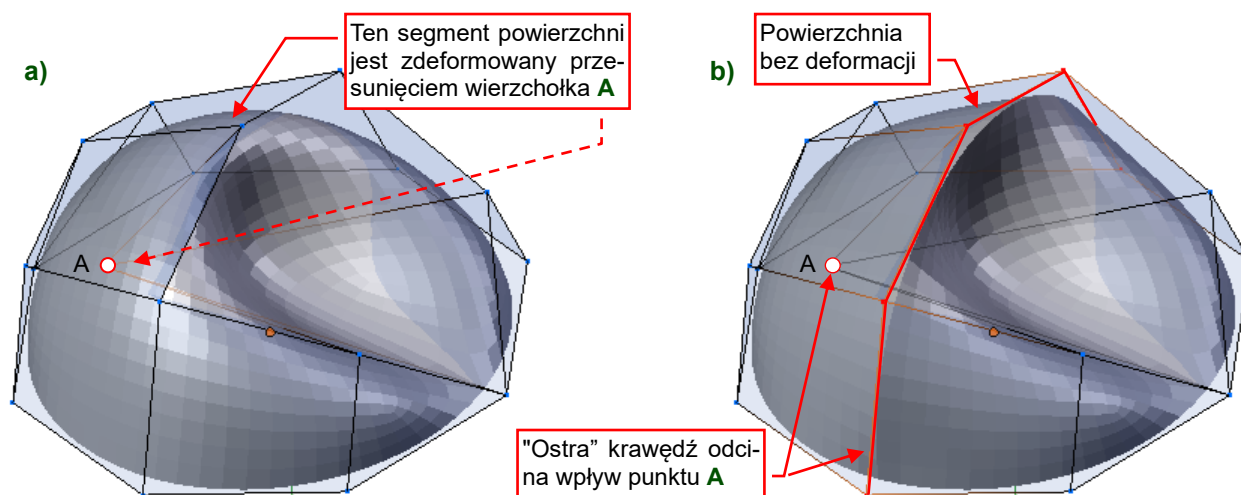 a)
Ten segment powierzchni
jest zdeformowany prze-
sunięciem wierzchołka A
A
b)
Powierzchnia
bez deformacji
A
"Ostra” krawędź odci-
na wpływ punktu A